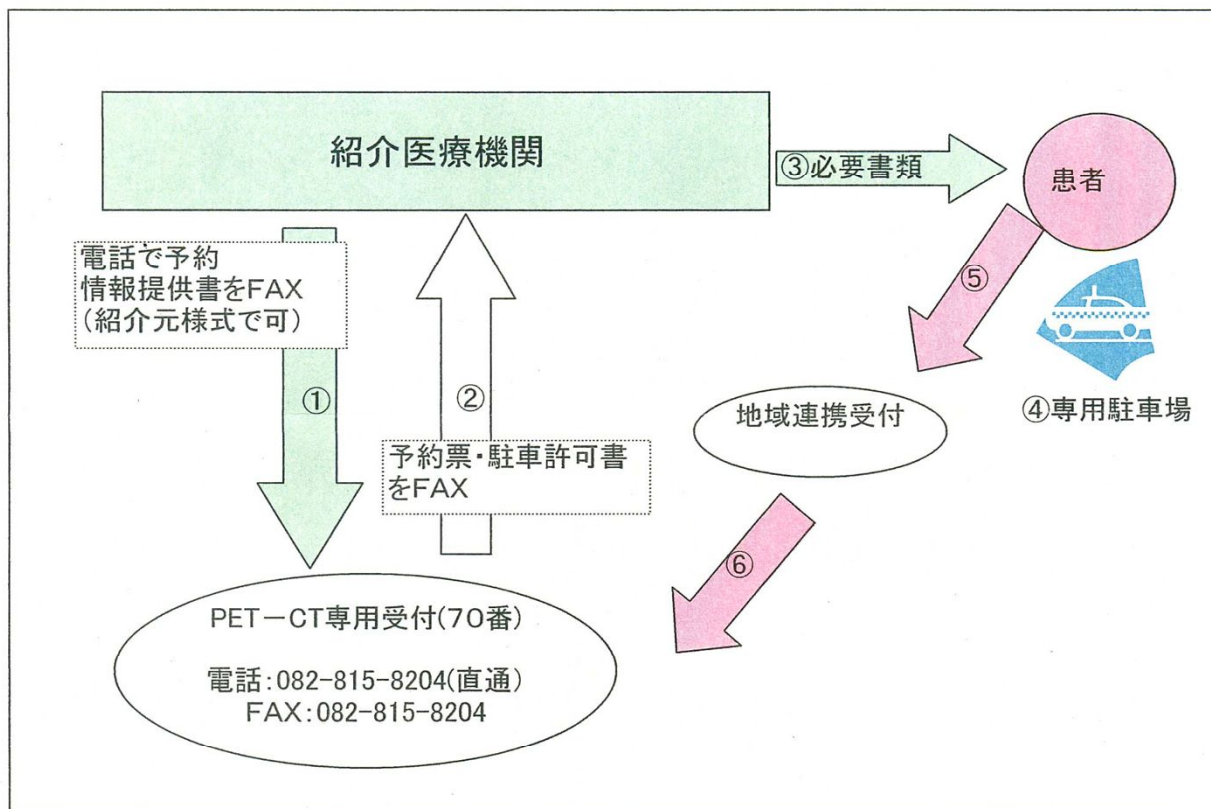 紹介医療機関
③必要書類
患者
電話で予約
情報提供書をFAX
(紹介元様式で可)
①
②
予約票・駐車許可書
をFAX
⑤
④専用駐車場
地域連携受付
⑥
PET－CT専用受付(70番)
電話:082-815-8204(直通)
FAX:082-815-8204